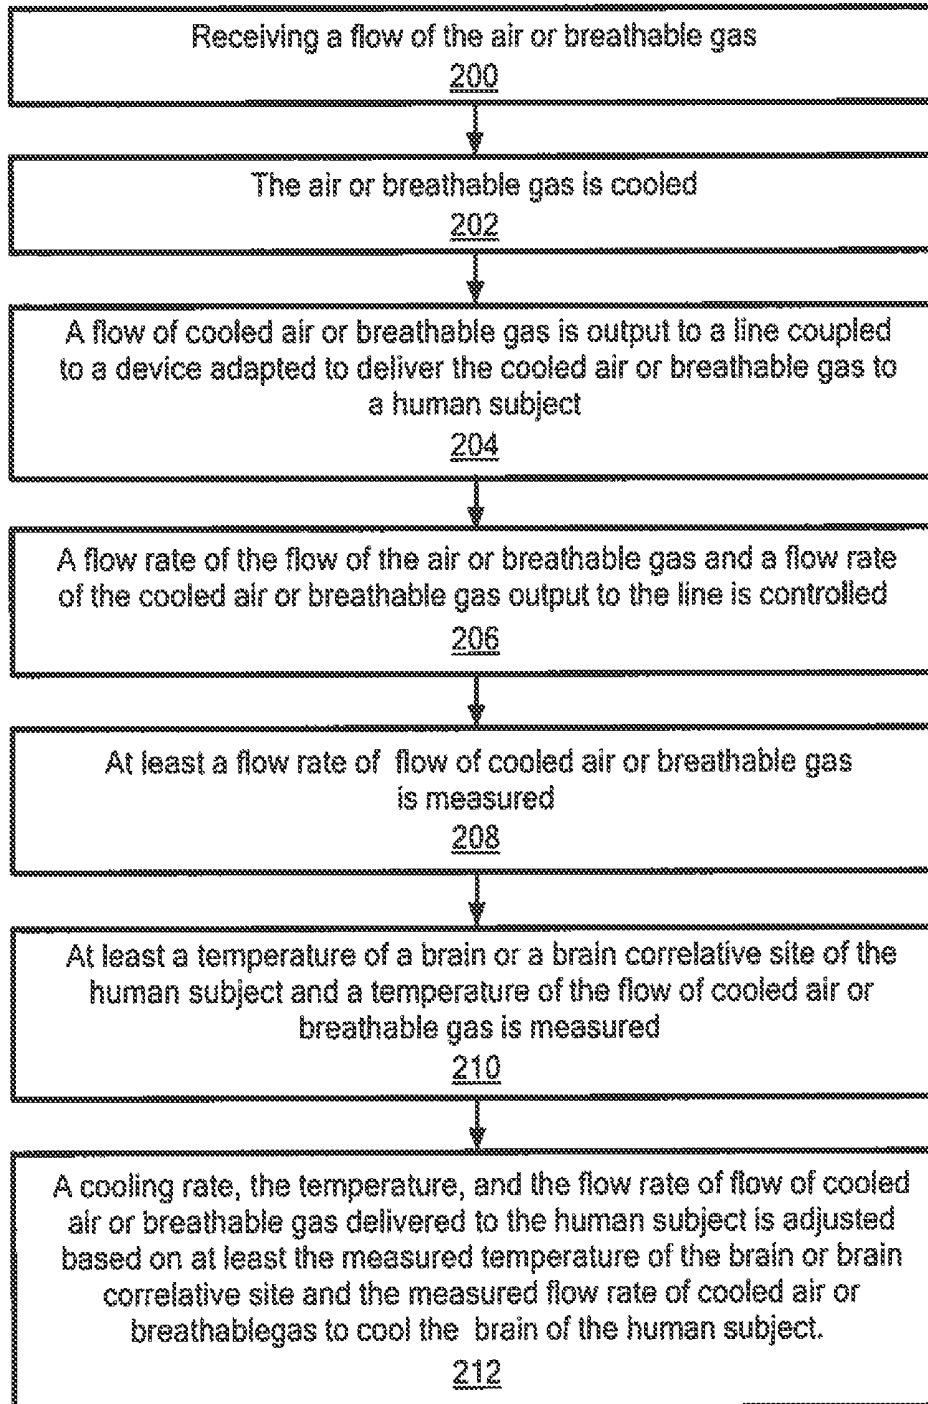 Receiving a flow of the air or breathable gas
200
The air or breathable gas is cooled
202
A flow of cooled air or breathable gas is output to a line coupled
to a device adapted to deliver the cooled air or breathable gas to
a human subject
204
A flow rate of the flow of the air or breathable gas and a flow rate
of the cooled air or breathable gas output to the line is controlled
206
At least a flow rate of flow of cooled air or breathable gas
is measured
208
At least a temperature of a brain or a brain correlative site of the
human subject and a temperature of the flow of cooled air or
breathable gas is measured
210
A cooling rate, the temperature, and the flow rate of flow of cooled
air or breathable gas delivered to the human subject is adjusted
based on at least the measured temperature of the brain or brain
correlative site and the measured flow rate of cooled air or
breathablegas to cool the brain of the human subject.
212